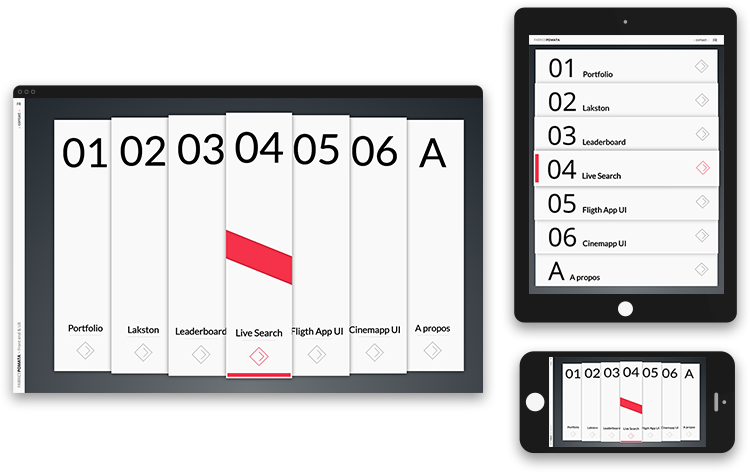 FR
- contact -
FABRICE POMATA - Front end & UX
01
02
03
04
05
06
A
Portfolio
Lakston
Leaderboard
Live Search
Fligth App UI
Cinemapp UI
A propos
FABRICE POMATA
- contact -
FR
01 Portfolio
02 Lakston
03 Leaderboard
04 Live Search
05 Fligth App UI
06 Cinemapp UI
A A propos
01
02
03
04
05
06
A
Portfolio
Lakston
Leaderboard
Live Search
Fligth App UI
Cinemapp UI
A propos